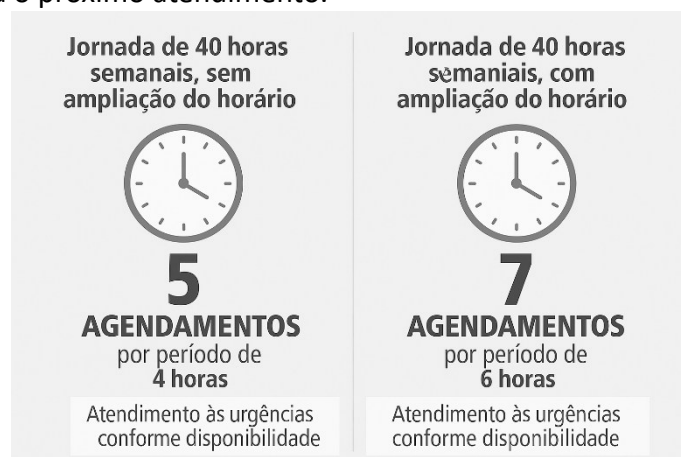 o próximo atendimento.
Jornada de 40 horas
semanais, sem
ampliação do horário
5
AGENDAMENTOS
por período de
4 horas
Atendimento às urgências
conforme disponibilidade
Jornada de 40 horas
semaniais, com
ampliação do horário
7
AGENDAMENTOS
por período de
6 horas
Atendimento às urgências
conforme disponibilidade